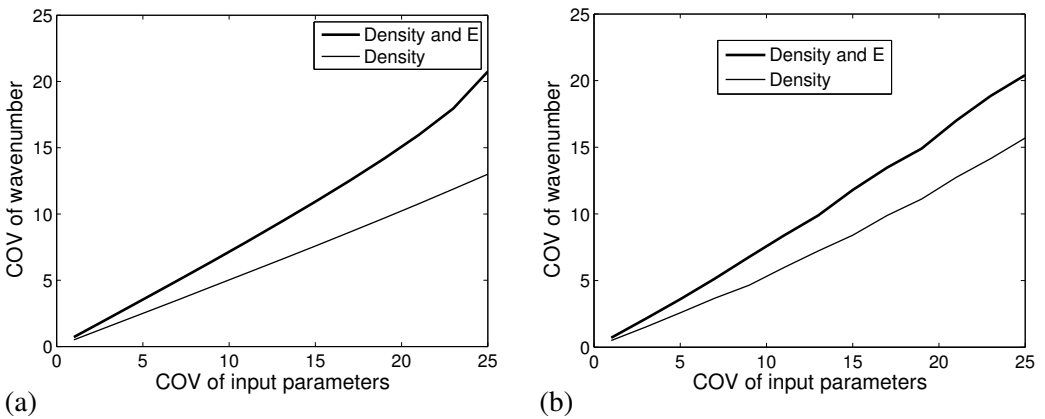 25
20
15
10
5
0
COV of wavenumber
Density and E
Density
0 5 10 15 20 25
COV of input parameters
(a)
25
20
15
10
5
0
COV of wavenumber
Density and E
Density
0 5 10 15 20 25
COV of input parameters
(b)